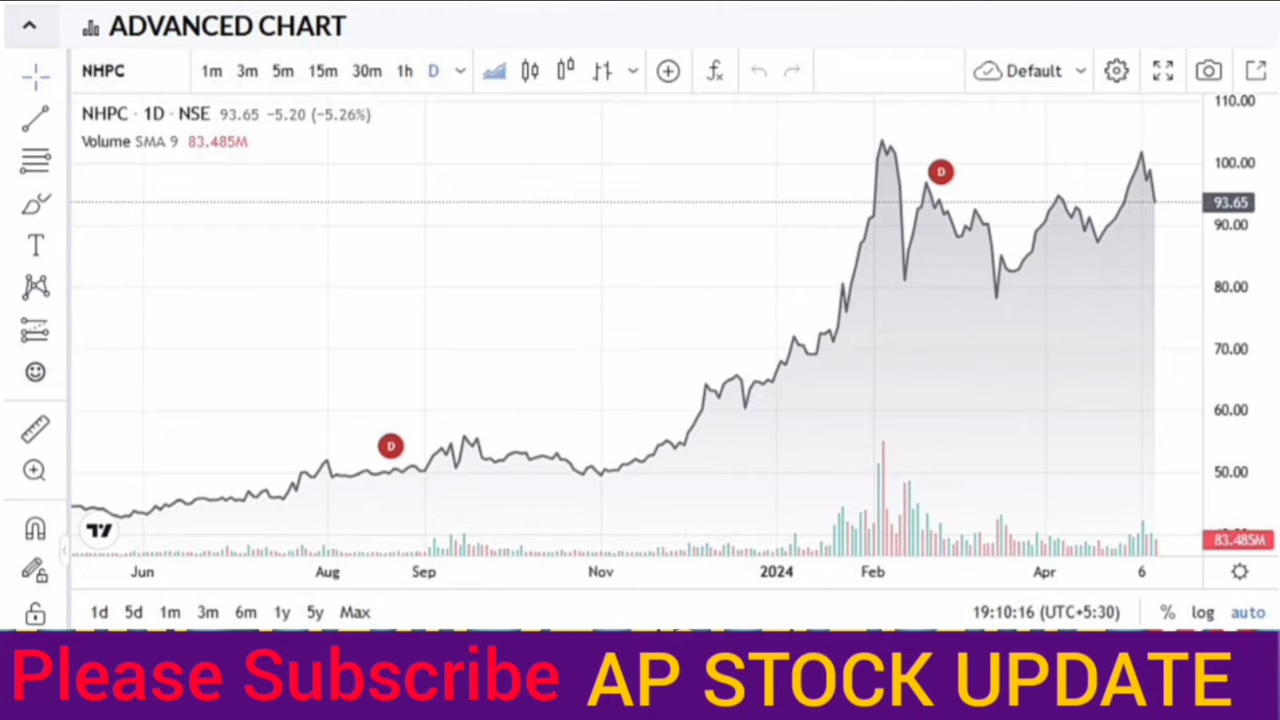 ADVANCED CHART
NHPC 1m 3m 5m 15m 30m 1h D Default
NHPC · 1D · NSE 93.65 −5.20 (−5.26%)
Volume SMA 9 83.485M
110.00
100.00
93.65
90.00
80.00
70.00
60.00
50.00
83.485M
D
D
Jun Aug Sep Nov 2024 Feb Apr 6
1d 5d 1m 3m 6m 1y 5y Max 19:10:16 (UTC+5:30) % log auto
Please Subscribe AP STOCK UPDATE